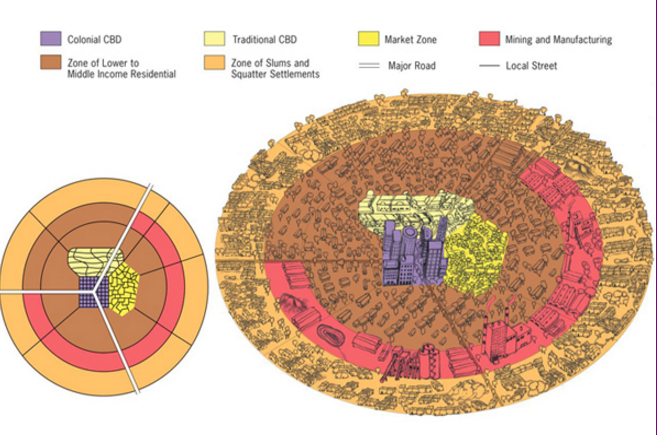 Colonial CBD
Traditional CBD
Market Zone
Mining and Manufacturing
Zone of Lower to
Middle Income Residential
Zone of Slums and
Squatter Settlements
Major Road
Local Street